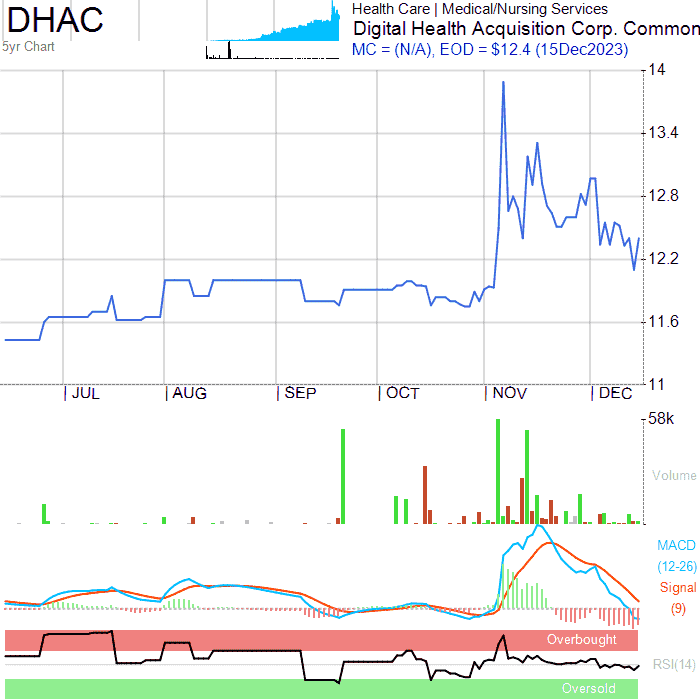 DHAC
5yr Chart
Health Care | Medical/Nursing Services
Digital Health Acquisition Corp. Common
MC = (N/A), EOD = $12.4 (15Dec2023)
14
13.4
12.8
12.2
11.6
11
JUL AUG SEP OCT NOV DEC
58k
Volume
MACD
(12-26)
Signal
(9)
Overbought
RSI(14)
Oversold